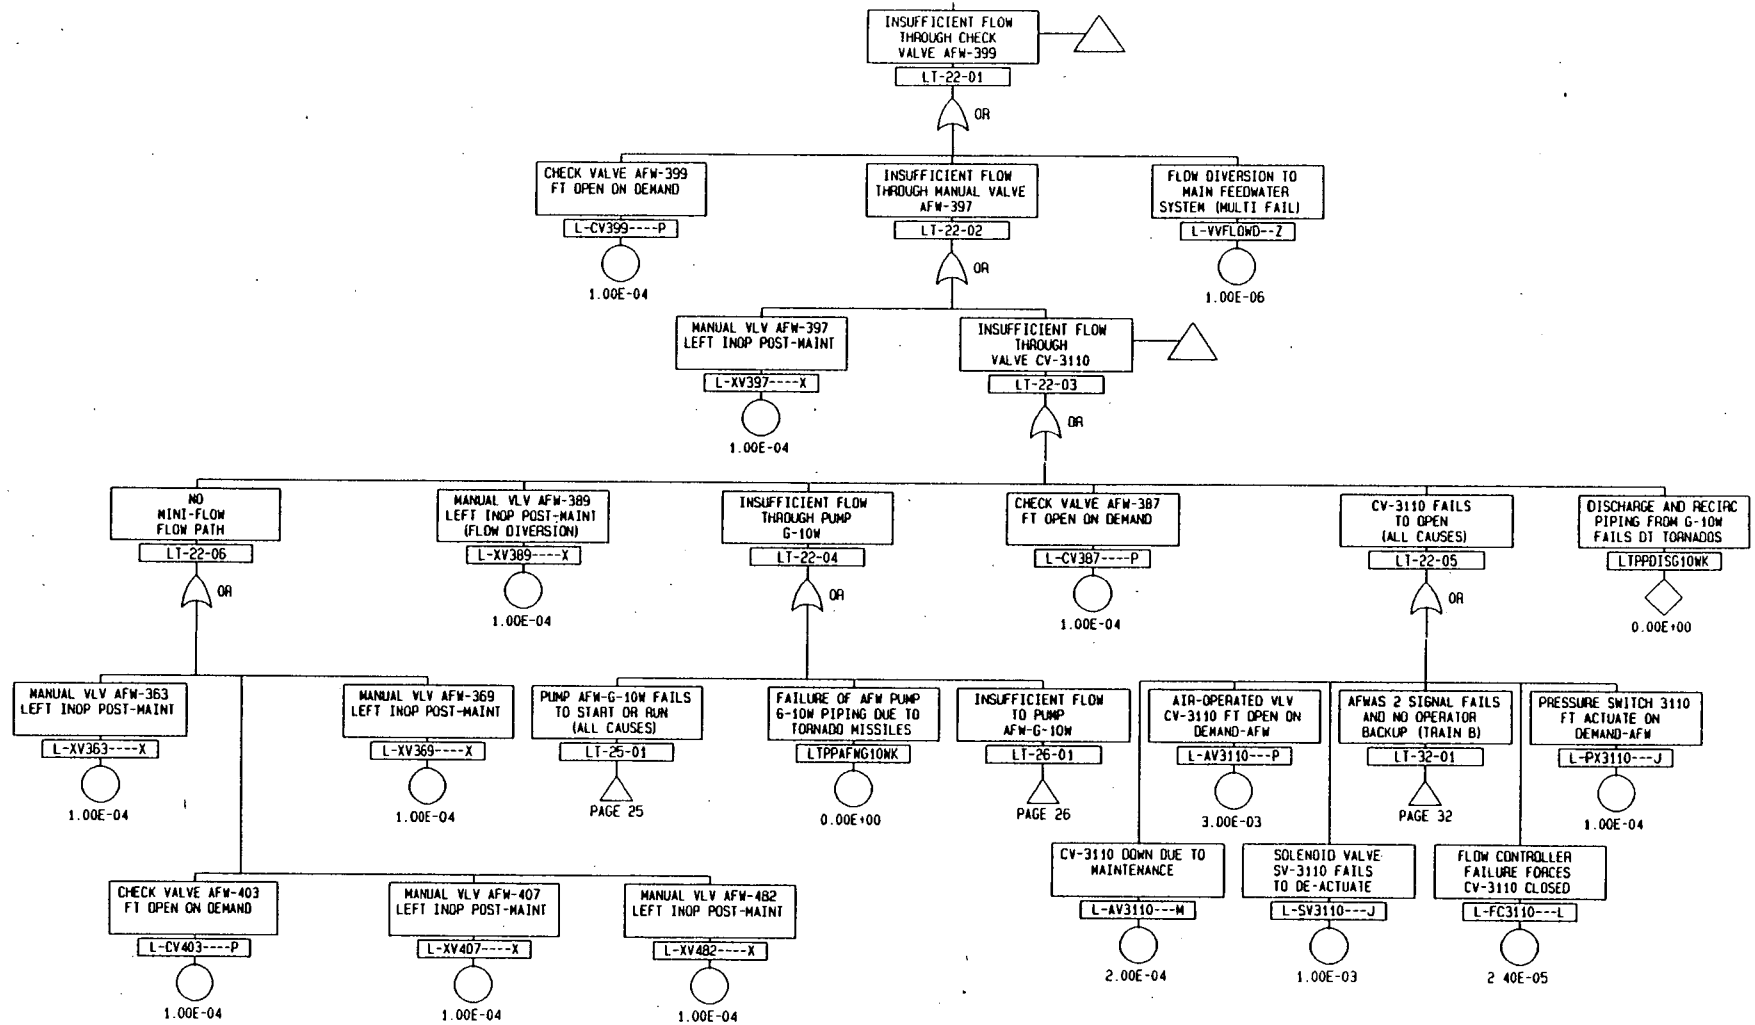 INSUFFICIENT FLOW
THROUGH CHECK
VALVE AFW-399
LT-22-01
OR
CHECK VALVE AFW-399
FT OPEN ON DEMAND
L-CV399----P
1.00E-04
INSUFFICIENT FLOW
THROUGH MANUAL VALVE
AFW-397
LT-22-02
OR
FLOW DIVERSION TO
MAIN FEEDWATER
SYSTEM (MULTI FAIL)
L-VVFLOWD--Z
1.00E-06
MANUAL VLV AFW-397
LEFT INOP POST-MAINT
L-XV397----X
1.00E-04
INSUFFICIENT FLOW
THROUGH
VALVE CV-3110
LT-22-03
OR
NO
MINI-FLOW
FLOW PATH
LT-22-06
OR
MANUAL VLV AFW-389
LEFT INOP POST-MAINT
(FLOW DIVERSION)
L-XV389----X
1.00E-04
INSUFFICIENT FLOW
THROUGH PUMP
G-10W
LT-22-04
OR
CHECK VALVE AFW-387
FT OPEN ON DEMAND
L-CV387----P
1.00E-04
CV-3110 FAILS
TO OPEN
(ALL CAUSES)
LT-22-05
OR
DISCHARGE AND RECIRC
PIPING FROM G-10W
FAILS DT TORNADOS
LTPPDISG10WK
0.00E+00
MANUAL VLV AFW-363
LEFT INOP POST-MAINT
L-XV363----X
1.00E-04
MANUAL VLV AFW-369
LEFT INOP POST-MAINT
L-XV369----X
1.00E-04
PUMP AFW-G-10W FAILS
TO START OR RUN
(ALL CAUSES)
LT-25-01
PAGE 25
FAILURE OF AFW PUMP
G-10W PIPING DUE TO
TORNADO MISSILES
LTPPAFWG10WK
0.00E+00
INSUFFICIENT FLOW
TO PUMP
AFW-G-10W
LT-26-01
PAGE 26
AIR-OPERATED VLV
CV-3110 FT OPEN ON
DEMAND-AFW
L-AV3110---P
3.00E-03
AFWAS 2 SIGNAL FAILS
AND NO OPERATOR
BACKUP (TRAIN B)
LT-32-01
PAGE 32
PRESSURE SWITCH 3110
FT ACTUATE ON
DEMAND-AFW
L-PX3110---J
1.00E-04
CV-3110 DOWN DUE TO
MAINTENANCE
L-AV3110---M
2.00E-04
SOLENOID VALVE
SV-3110 FAILS
TO DE-ACTUATE
L-SV3110---J
1.00E-03
FLOW CONTROLLER
FAILURE FORCES
CV-3110 CLOSED
L-FC3110---L
2 40E-05
CHECK VALVE AFW-403
FT OPEN ON DEMAND
L-CV403----P
1.00E-04
MANUAL VLV AFW-407
LEFT INOP POST-MAINT
L-XV407----X
1.00E-04
MANUAL VLV AFW-482
LEFT INOP POST-MAINT
L-XV482----X
1.00E-04